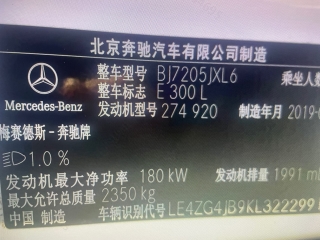 北京奔驰汽车有限公司制造
整车型号 BJ7205JXL6 乘坐人数
整车标志 E 300 L
Mercedes-Benz 发动机型号 274 920 制造年月 2019-0
梅赛德斯-奔驰牌
1.0 %
发动机最大净功率 180 kW 发动机排量 1991 m
最大允许总质量 2350 kg
中国 制造 车辆识别代号 LE4ZG4JB9KL322299